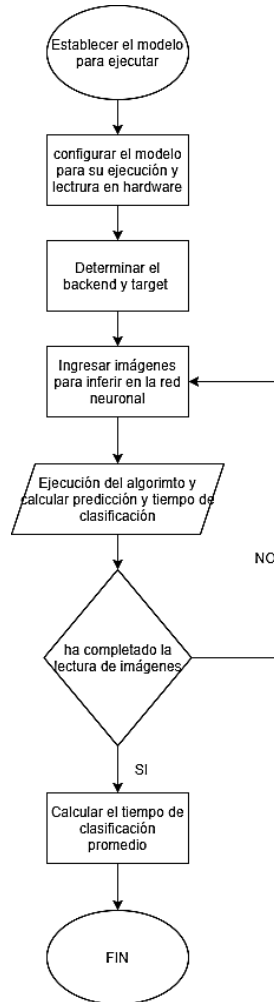 Establecer el modelo
para ejecutar
configurar el modelo
para su ejecución y
lectrura en hardware
Determinar el
backend y target
Ingresar imágenes
para inferir en la red
neuronal
Ejecución del algorimto y
calcular predicción y tiempo de
clasificación
NO
ha completado la
lectura de imágenes
SI
Calcular el tiempo de
clasificación
promedio
FIN